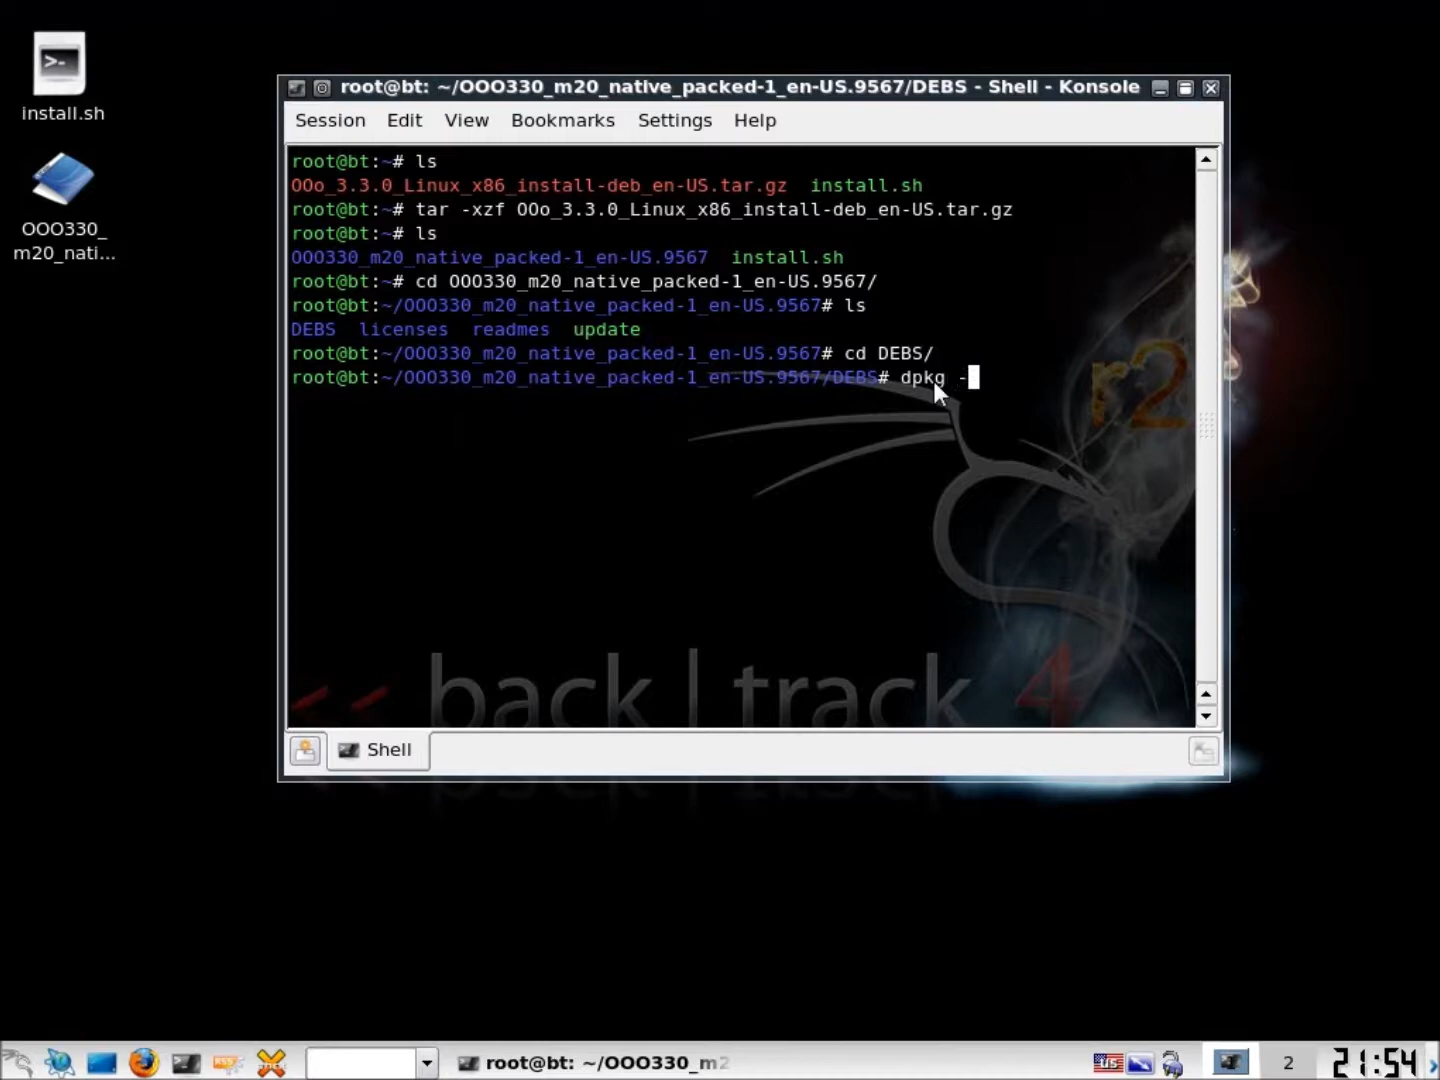 install.sh
OOO330_
m20_nati...
root@bt: ~/OOO330_m20_native_packed-1_en-US.9567/DEBS - Shell - Konsole
Session Edit View Bookmarks Settings Help
root@bt:~# ls
OOo_3.3.0_Linux_x86_install-deb_en-US.tar.gz install.sh
root@bt:~# tar -xzf OOo_3.3.0_Linux_x86_install-deb_en-US.tar.gz
root@bt:~# ls
OOO330_m20_native_packed-1_en-US.9567 install.sh
root@bt:~# cd OOO330_m20_native_packed-1_en-US.9567/
root@bt:~/OOO330_m20_native_packed-1_en-US.9567# ls
DEBS licenses readmes update
root@bt:~/OOO330_m20_native_packed-1_en-US.9567# cd DEBS/
root@bt:~/OOO330_m20_native_packed-1_en-US.9567/DEBS# dpkg -
r2
<< back | track 4
Shell
root@bt: ~/OOO330_m2
US
2
21:54